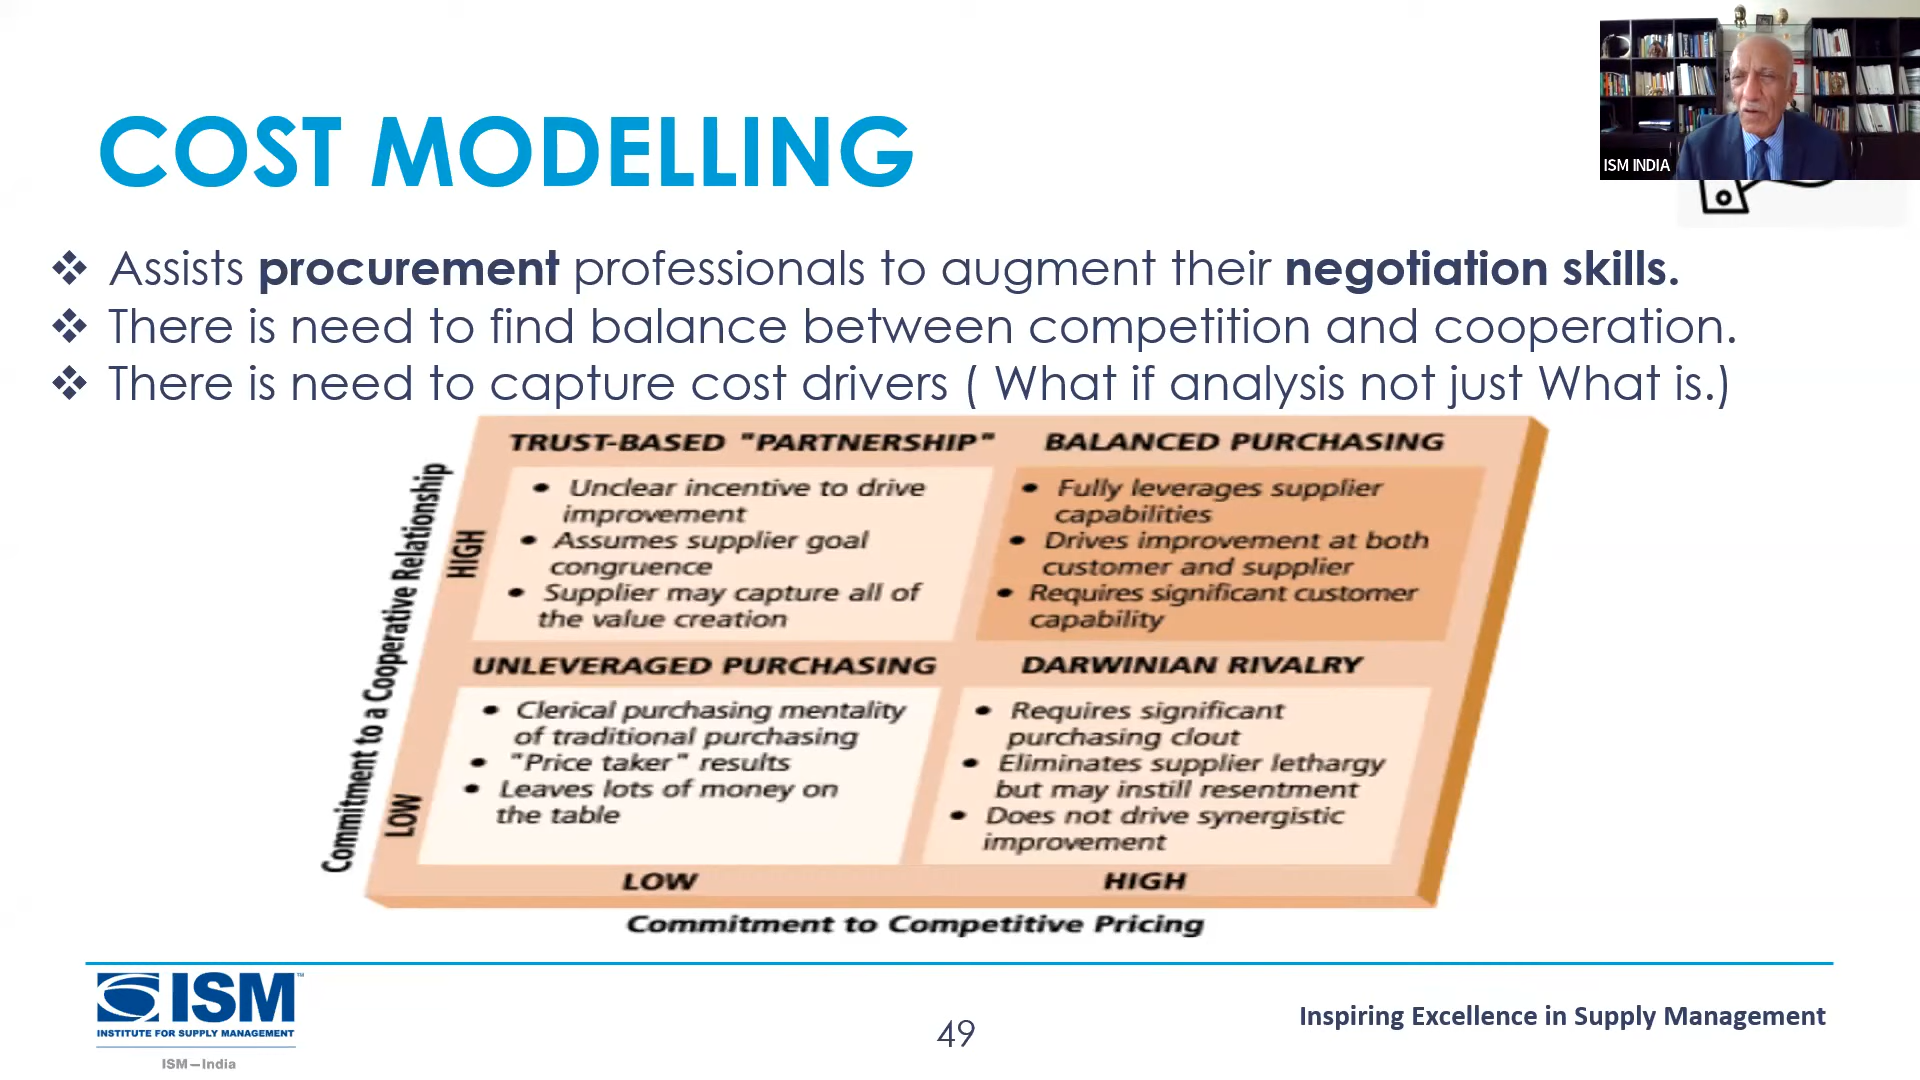 ISM INDIA
COST MODELLING
❖ Assists procurement professionals to augment their negotiation skills.
❖ There is need to find balance between competition and cooperation.
❖ There is need to capture cost drivers ( What if analysis not just What is.)
Commitment to a Cooperative Relationship
HIGH
LOW
TRUST-BASED "PARTNERSHIP"
• Unclear incentive to drive
improvement
• Assumes supplier goal
congruence
• Supplier may capture all of
the value creation
BALANCED PURCHASING
• Fully leverages supplier
capabilities
• Drives improvement at both
customer and supplier
• Requires significant customer
capability
UNLEVERAGED PURCHASING
• Clerical purchasing mentality
of traditional purchasing
• "Price taker" results
• Leaves lots of money on
the table
DARWINIAN RIVALRY
• Requires significant
purchasing clout
• Eliminates supplier lethargy
but may instill resentment
• Does not drive synergistic
improvement
LOW
HIGH
Commitment to Competitive Pricing
ISM™
INSTITUTE FOR SUPPLY MANAGEMENT
ISM—India
49
Inspiring Excellence in Supply Management